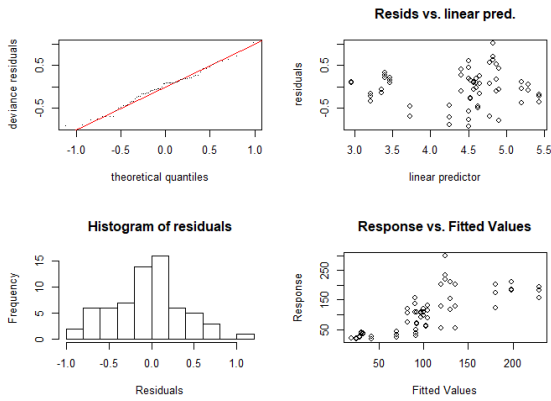 deviance residuals
-0.5 0.5
-1.0 -0.5 0.0 0.5 1.0
theoretical quantiles
Resids vs. linear pred.
residuals
-0.5 0.5
3.0 3.5 4.0 4.5 5.0 5.5
linear predictor
Histogram of residuals
Frequency
0 5 10 15
-1.0 -0.5 0.0 0.5 1.0
Residuals
Response vs. Fitted Values
Response
50 150 250
50 100 150 200
Fitted Values